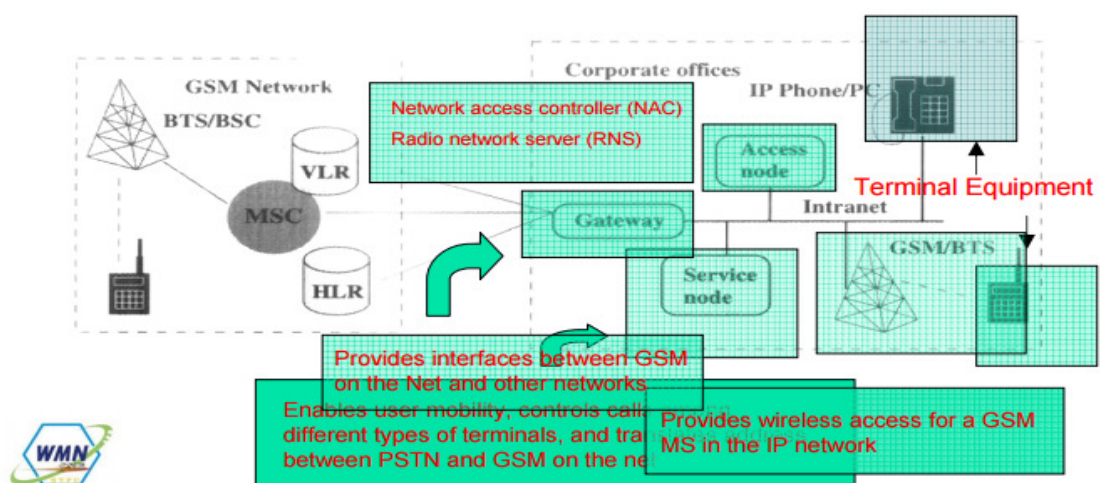 Corporate offices
GSM Network
IP Phone/PC
BTS/BSC
Network access controller (NAC)
Radio network server (RNS)
Access
node
VLR
Terminal Equipment
MSC
Gateway
Intranet
GSM/BTS
HLR
Service
node
Provides interfaces between GSM
on the Net and other networks
Enables user mobility, controls calls
different types of terminals, and
between PSTN and GSM on the
Provides wireless access for a GSM
MS in the IP network
WMN